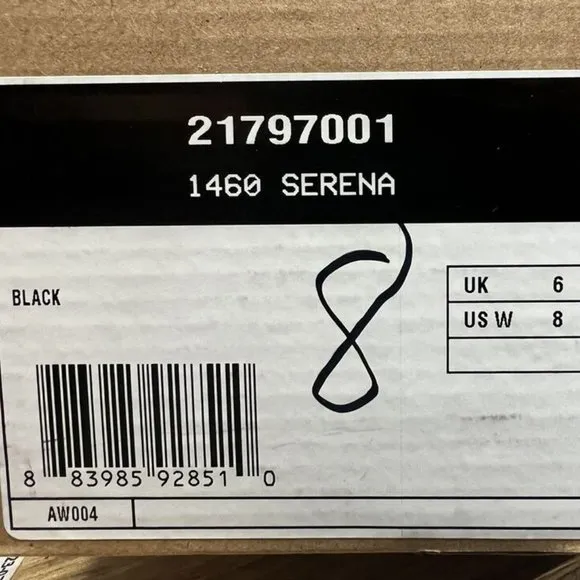 21797001
1460 SERENA
8
BLACK
UK 6
US W 8
8 83985 92851 0
AW004